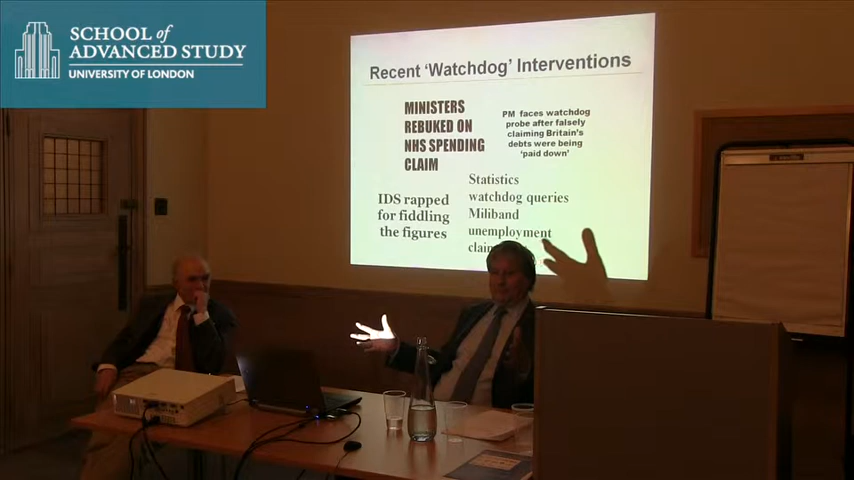 SCHOOL of
ADVANCED STUDY
UNIVERSITY OF LONDON
Recent ‘Watchdog’ Interventions
MINISTERS
REBUKED ON
NHS SPENDING
CLAIM
PM faces watchdog
probe after falsely
claiming Britain's
debts were being
'paid down'
IDS rapped
for fiddling
the figures
Statistics
watchdog queries
Miliband
unemployment